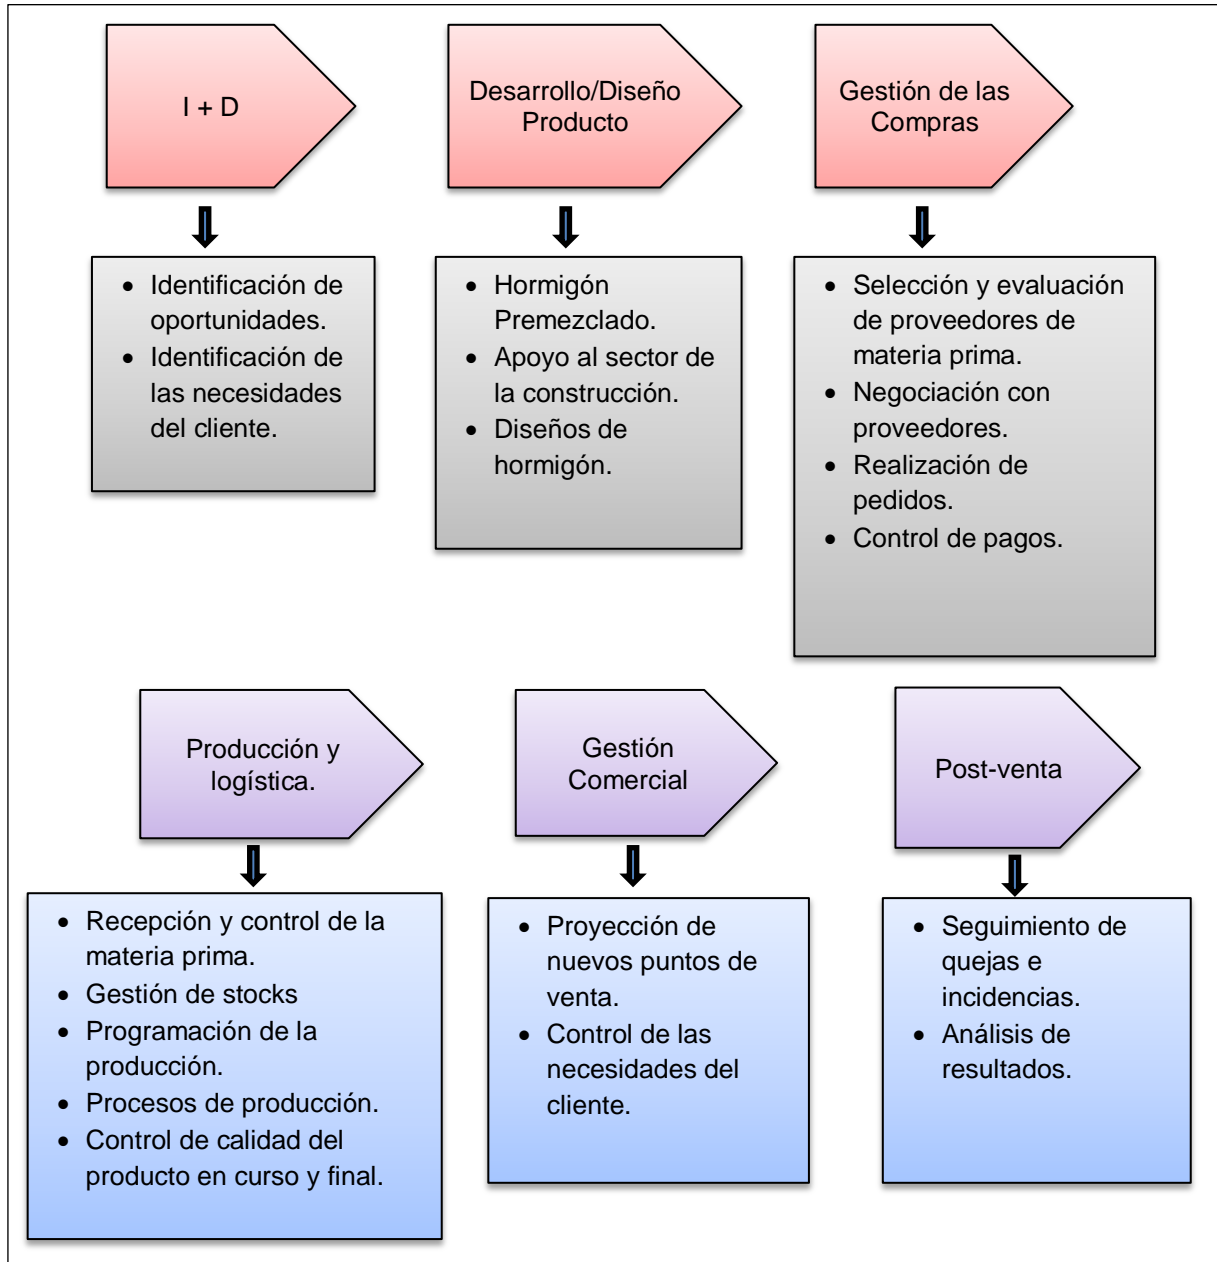 I + D
Desarrollo/Diseño
Producto
Gestión de las
Compras
• Identificación de
oportunidades.
• Identificación de
las necesidades
del cliente.
• Hormigón
Premezclado.
• Apoyo al sector de
la construcción.
• Diseños de
hormigón.
• Selección y evaluación
de proveedores de
materia prima.
• Negociación con
proveedores.
• Realización de
pedidos.
• Control de pagos.
Producción y
logística.
Gestión
Comercial
Post-venta
• Recepción y control de la
materia prima.
• Gestión de stocks
• Programación de la
producción.
• Procesos de producción.
• Control de calidad del
producto en curso y final.
• Proyección de
nuevos puntos de
venta.
• Control de las
necesidades del
cliente.
• Seguimiento de
quejas e
incidencias.
• Análisis de
resultados.